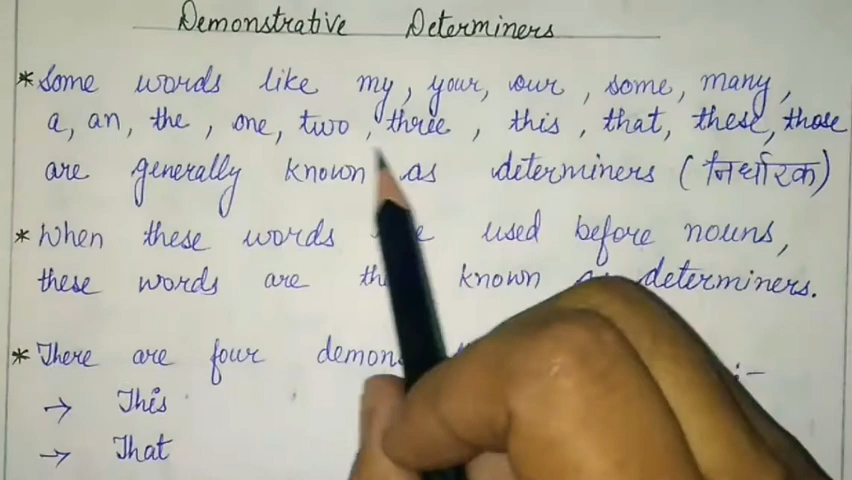 Demonstrative Determiners
* Some words like my, your, our, some, many,
a, an, the, one, two, three, this, that, these, those
are generally known as determiners (निर्धारक)
* When these words used before nouns,
these words are known determiners.
* There are four :-
→ This
→ That